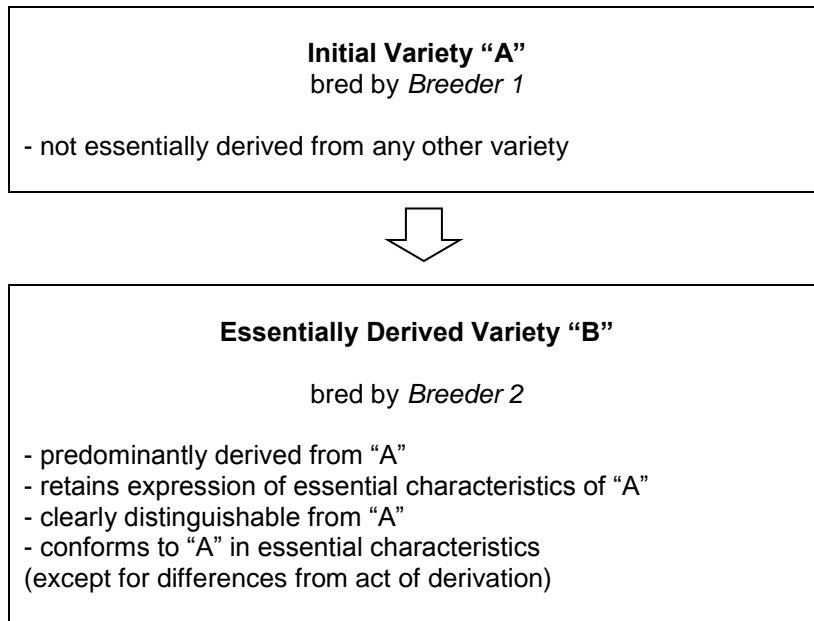 Initial Variety “A”
bred by Breeder 1
- not essentially derived from any other variety
Essentially Derived Variety “B”
bred by Breeder 2
- predominantly derived from “A”
- retains expression of essential characteristics of “A”
- clearly distinguishable from “A”
- conforms to “A” in essential characteristics
(except for differences from act of derivation)